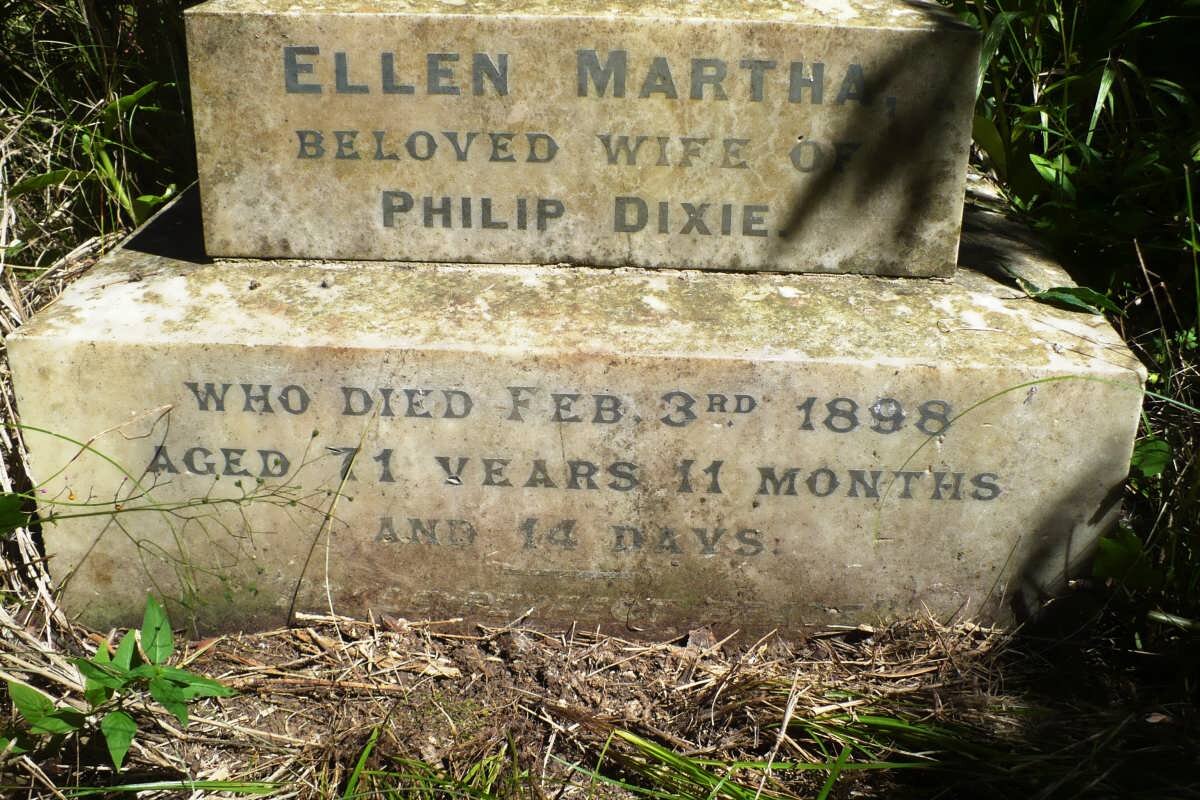 ELLEN MARTHA,
BELOVED WIFE OF
PHILIP DIXIE.
WHO DIED FEB. 3RD 1898
AGED 71 YEARS 11 MONTHS
AND 14 DAYS.